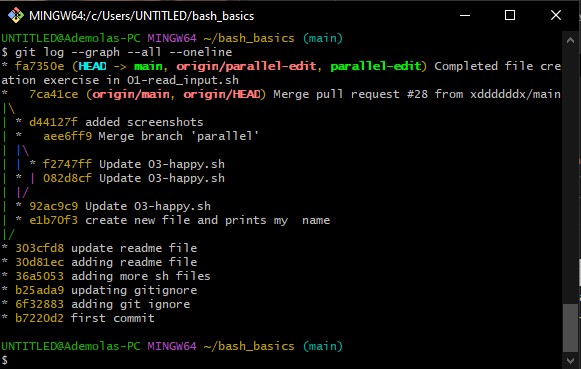 MINGW64:/c/Users/UNTITLED/bash_basics
UNTITLED@Ademolas-PC MINGW64 ~/bash_basics (main)
$ git log --graph --all --oneline
* fa7350e (HEAD -> main, origin/parallel-edit, parallel-edit) Completed file cre
ation exercise in 01-read_input.sh
*   7ca41ce (origin/main, origin/HEAD) Merge pull request #28 from xddddddx/main
|\
| * d44127f added screenshots
| *   aee6ff9 Merge branch 'parallel'
| |\
| | * f2747ff Update 03-happy.sh
| * | 082d8cf Update 03-happy.sh
| |/
| * 92ac9c9 Update 03-happy.sh
| * e1b70f3 create new file and prints my  name
|/
* 303cfd8 update readme file
* 30d81ec adding readme file
* 36a5053 adding more sh files
* b25ada9 updating gitignore
* 6f32883 adding git ignore
* b7220d2 first commit
UNTITLED@Ademolas-PC MINGW64 ~/bash_basics (main)
$